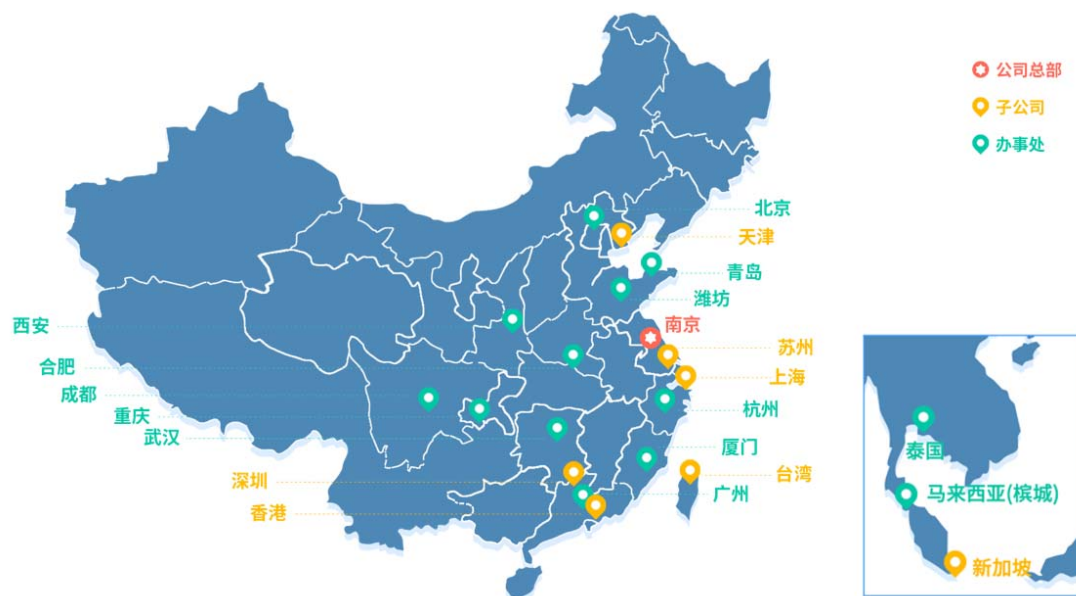 公司总部
子公司
办事处
北京
天津
青岛
潍坊
南京
西安
苏州
合肥
上海
成都
杭州
重庆
武汉
厦门
深圳
台湾
广州
香港
泰国
马来西亚(槟城)
新加坡